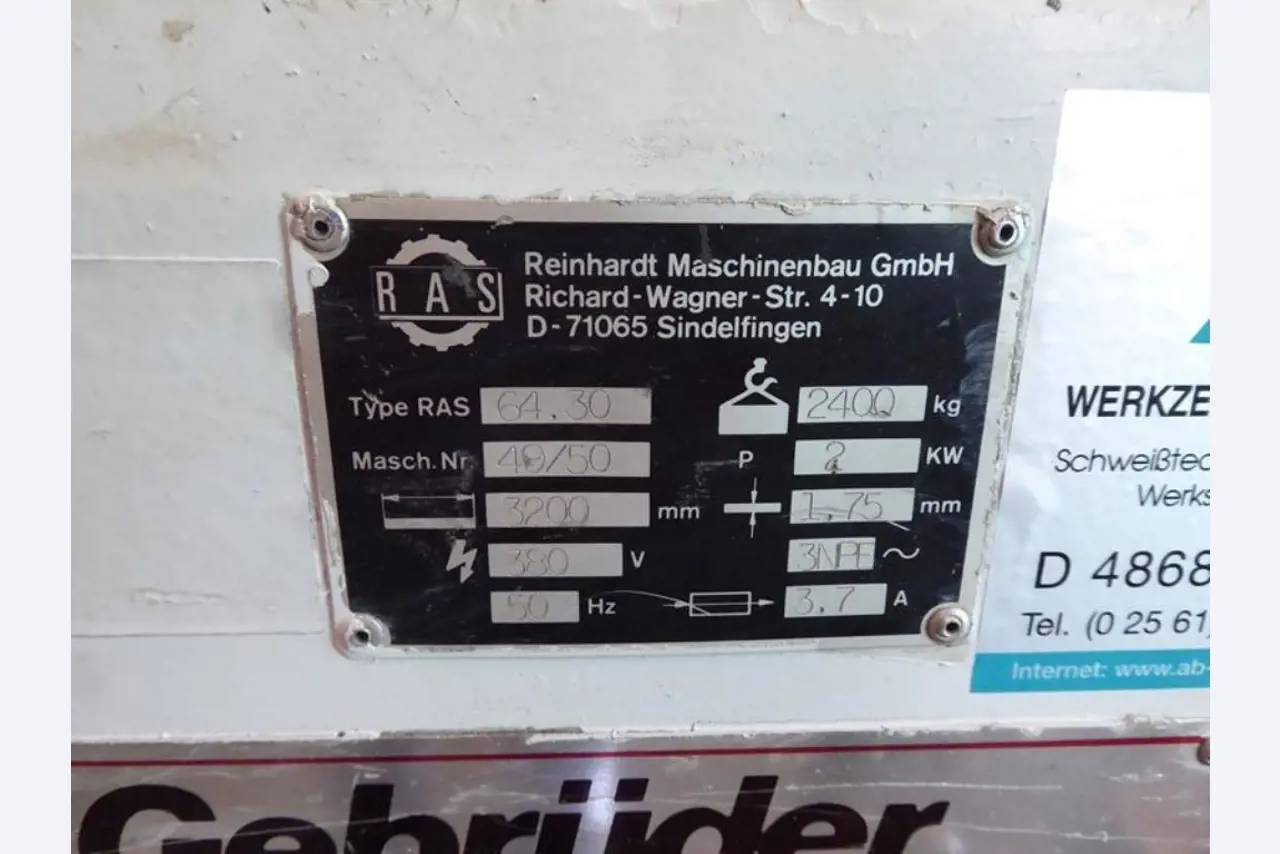 RAS
Reinhardt Maschinenbau GmbH
Richard-Wagner-Str. 4-10
D-71065 Sindelfingen
Type RAS 64.30
2400 kg
Masch.Nr. 49/50
P 2 KW
3200 mm
1.75 mm
380 V
3NPE ~
50 Hz
3.7 A
WERKZE
Schweißtec
Werks
D 4868
Tel. (0 25 61)
Internet: www.ab-
Gebrüder